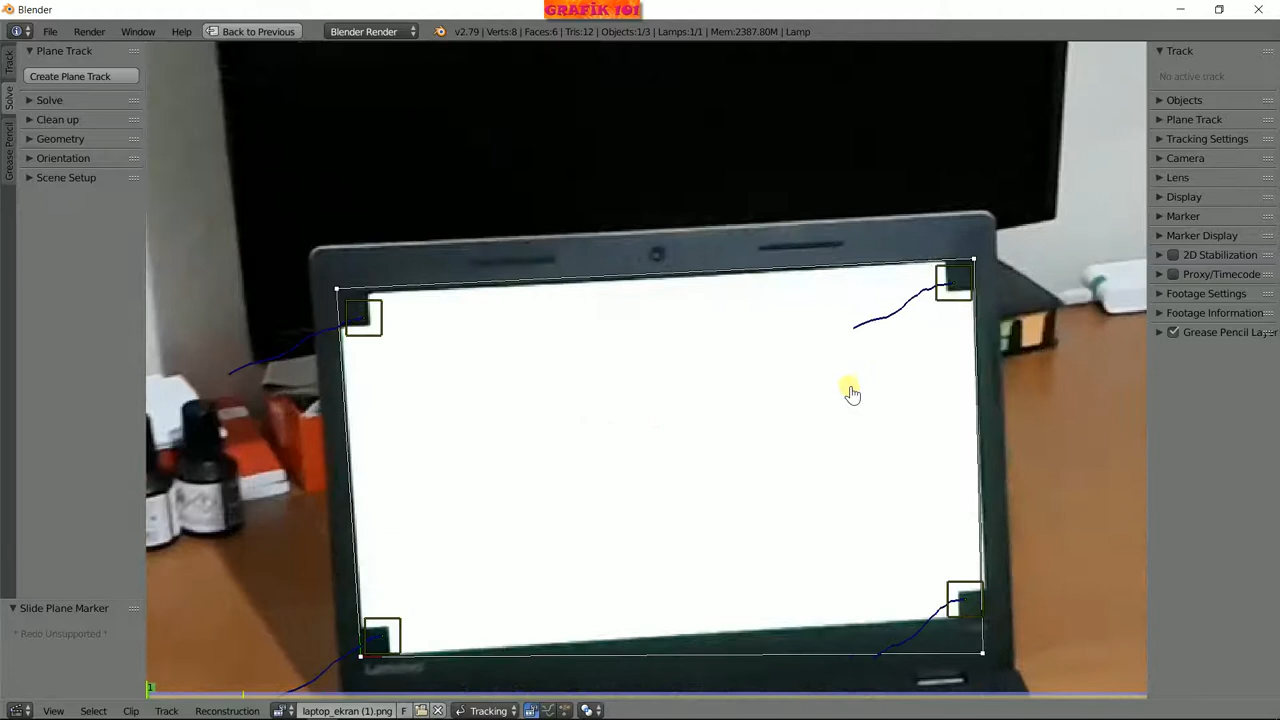 Blender
GRAFİK 101
File Render Window Help Back to Previous Blender Render v2.79 | Verts:8 | Faces:6 | Tris:12 | Objects:1/3 | Lamps:1/1 | Mem:2387.80M | Lamp
Track
Solve
Grease Pencil
Plane Track
Create Plane Track
Solve
Clean up
Geometry
Orientation
Scene Setup
Slide Plane Marker
* Redo Unsupported *
Lenovo
Track
No active track
Objects
Plane Track
Tracking Settings
Camera
Lens
Display
Marker
Marker Display
2D Stabilization
Proxy/Timecode
Footage Settings
Footage Information
Grease Pencil Laye
1
View Select Clip Track Reconstruction laptop_ekran (1).png F Tracking